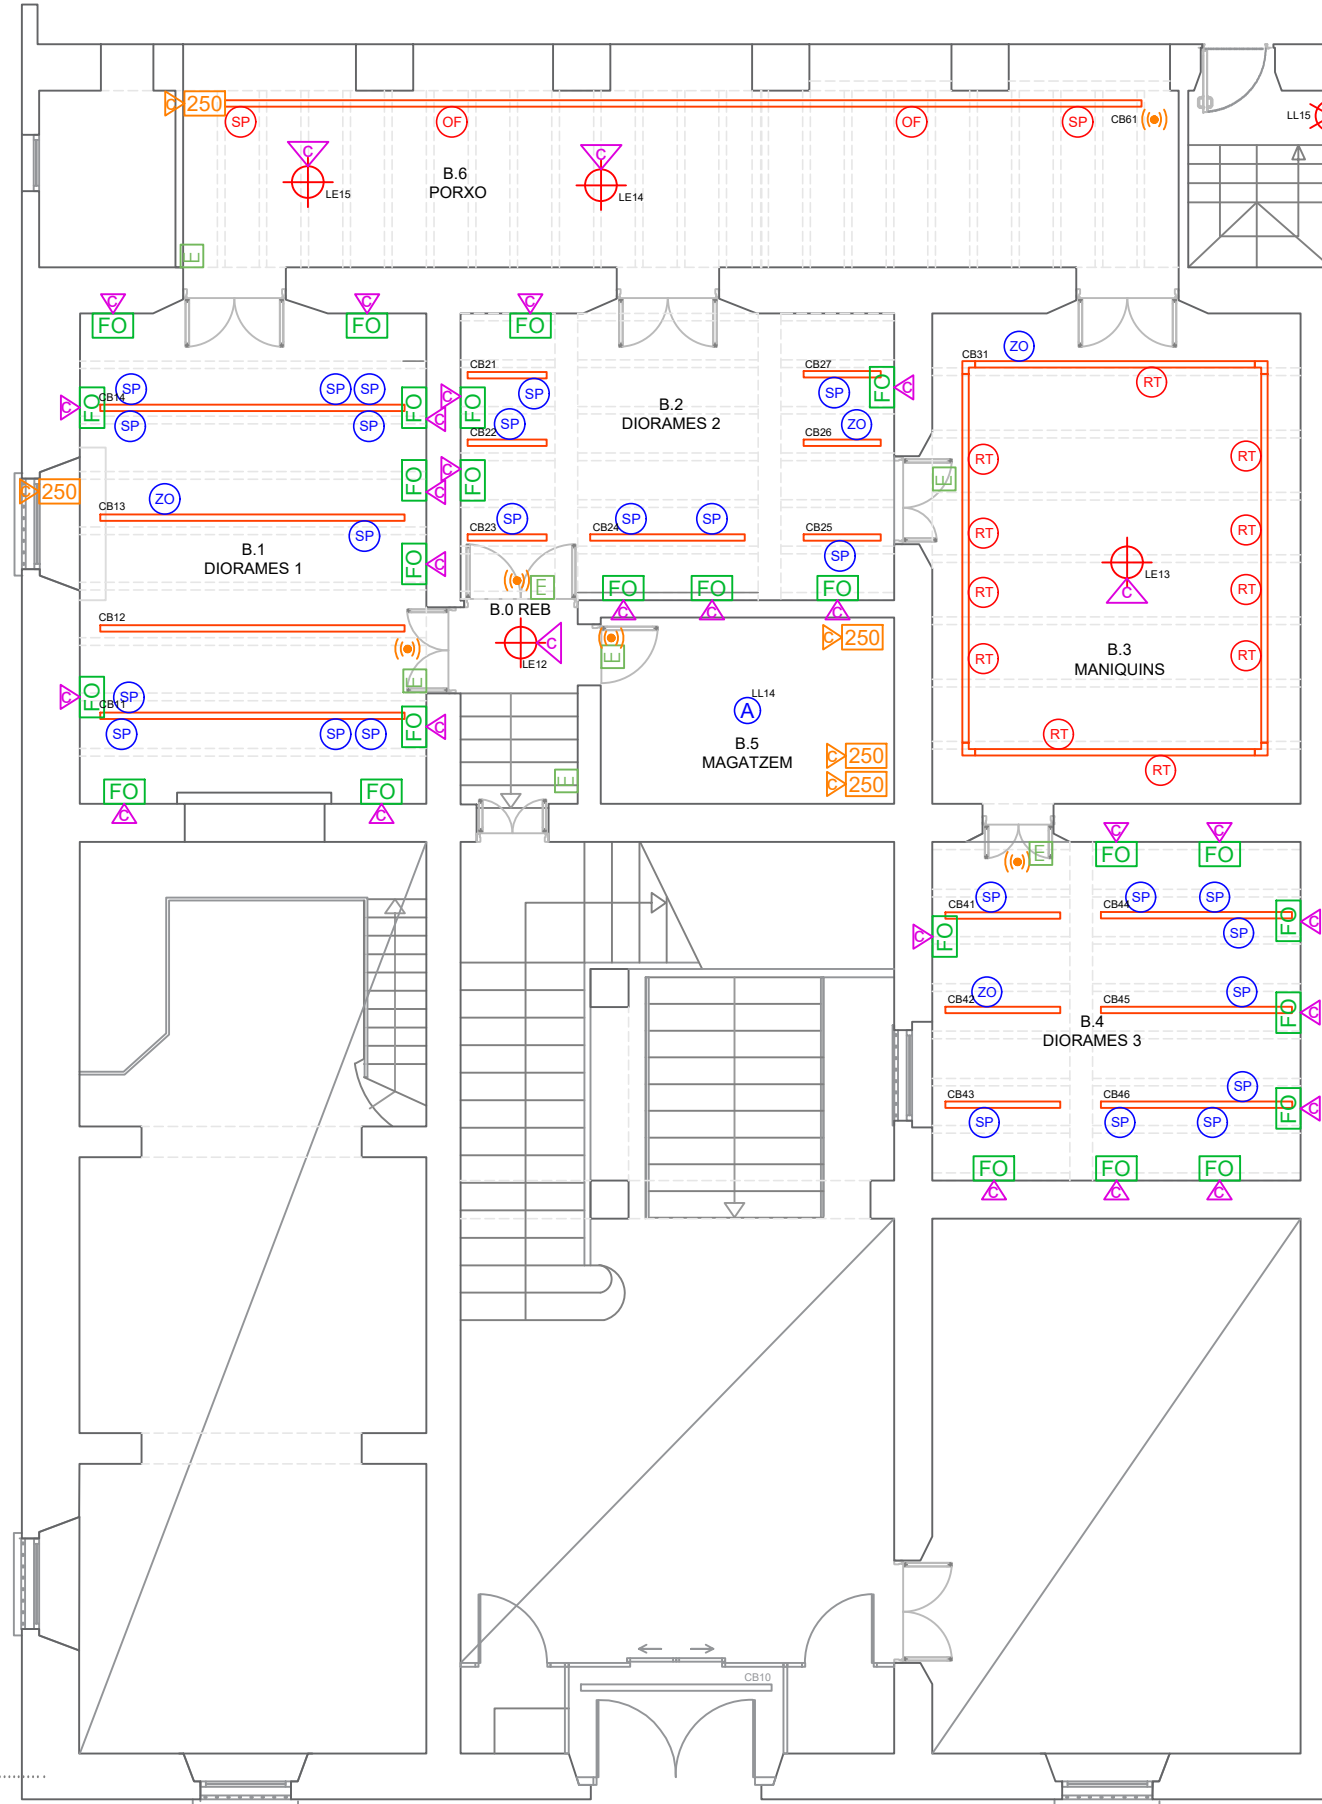 C 250
SP
OF
OF
SP
CB61
LL15
C
LE15
C
LE14
B.6
PORXO
E
C
FO
C
FO
C
FO
CB14
SP
SP
SP
SP
SP
C
FO
FO
C
C 250
CB13
ZO
SP
FO
C
B.1
DIORAMES 1
FO
C
CB12
E
C
FO
SP
CB11
SP
SP
SP
FO
C
FO
C
FO
C
CB21
SP
C
FO
CB22
SP
C
FO
CB23
SP
B.2
DIORAMES 2
CB27
SP
FO
C
CB26
ZO
CB24
SP
SP
CB25
SP
E
FO
C
FO
C
FO
C
B.0 REB
C
LE12
E
E
C 250
LL14
A
B.5
MAGATZEM
C 250
C 250
CB31
ZO
RT
RT
RT
RT
RT
RT
RT
RT
RT
E
LE13
C
B.3
MANIQUINS
RT
RT
E
C
FO
C
FO
CB41
SP
CB44
SP
SP
SP
FO
C
C
FO
CB42
ZO
CB45
SP
FO
C
B.4
DIORAMES 3
CB43
SP
CB46
SP
SP
SP
FO
C
FO
C
FO
C
FO
C
CB10